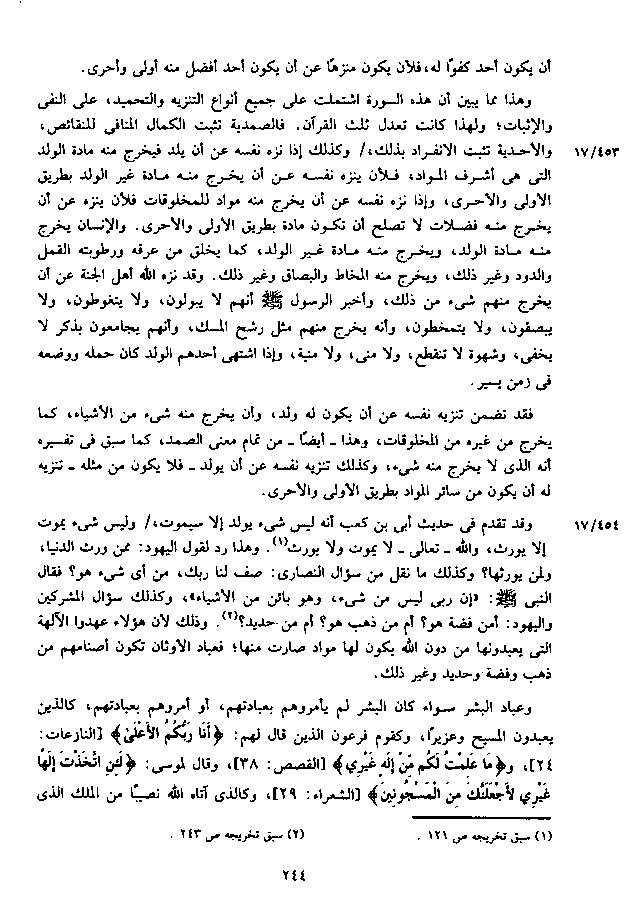 أن يكون أحد كفوًا له، فلأن يكون منزهًا عن أن يكون أحد أفضل منه أولى وأحرى.
وهذا مما يبين أن هذه السورة اشتملت على جميع أنواع التنزيه والتحميد، على النفى
والإثبات؛ ولهذا كانت تعدل ثلث القرآن. فالصمدية تثبت الكمال المنافى للنقائص،
١٧/٤٥٣ والأحدية تثبت الانفراد بذلك،/ وكذلك إذا نزه نفسه عن أن يلد فيخرج منه مادة الولد
التى هى أشرف المواد، فلأن ينزه نفسه عن أن يخرج منه مادة غير الولد بطريق
الأولى والأحرى، وإذا نزه نفسه عن أن يخرج منه مواد للمخلوقات فلأن ينزه عن أن
يخرج منه فضلات لا تصلح أن تكون مادة بطريق الأولى والأحرى. والإنسان يخرج
منه مادة الولد، ويخرج منه مادة غير الولد، كما يخلق من عرقه ورطوبته القمل
والدود وغير ذلك، ويخرج منه المخاط والبصاق وغير ذلك. وقد نزه الله أهل الجنة عن أن
يخرج منهم شىء من ذلك، وأخبر الرسول ﷺ أنهم لا يبولون، ولا يتغوطون، ولا
يبصقون، ولا يتمخطون، وأنه يخرج منهم مثل رشح المسك، وأنهم يجامعون بذكر لا
يخفى، وشهوة لا تنقطع، ولا منى، ولا منية، وإذا اشتهى أحدهم الولد كان حمله ووضعه
فى زمن يسير.
فقد تضمن تنزيه نفسه عن أن يكون له ولد، وأن يخرج منه شىء من الأشياء، كما
يخرج من غيره من المخلوقات، وهذا ـ أيضًا ـ من تمام معنى الصمد، كما سبق فى تفسيره
أنه الذى لا يخرج منه شىء، وكذلك تنزيه نفسه عن أن يولد ـ فلا يكون من مثله ـ تنزيه
له أن يكون من سائر المواد بطريق الأولى والأحرى.
١٧/٤٥٤ وقد تقدم فى حديث أبى بن كعب أنه ليس شىء يولد إلا سيموت،/ وليس شىء يموت
إلا يورث، والله ـ تعالى ـ لا يموت ولا يورث(١). وهذا رد لقول اليهود: ممن ورث الدنيا،
ولمن يورثها؟ وكذلك ما نقل من سؤال النصارى: صف لنا ربك، من أى شىء هو؟ فقال
النبى ﷺ: «إن ربى ليس من شىء، وهو بائن من الأشياء»، وكذلك سؤال المشركين
واليهود: أمن فضة هو؟ أم من ذهب هو؟ أم من حديد؟(٢). وذلك لأن هؤلاء عهدوا الآلهة
التى يعبدونها من دون الله يكون لها مواد صارت منها؛ فعباد الأوثان تكون أصنامهم من
ذهب وفضة وحديد وغير ذلك.
وعباد البشر سواء كان البشر لم يأمروهم بعبادتهم، أو أمروهم بعبادتهم، كالذين
يعبدون المسيح وعزيرًا، وكقوم فرعون الذين قال لهم: ﴿أَنَا رَبُّكُمُ الأَعْلَىٰ﴾ [النازعات:
٢٤]، و﴿مَا عَلِمْتُ لَكُم مِّنْ إِلَٰهٍ غَيْرِي﴾ [القصص: ٣٨]، وقال لموسى: ﴿لَئِنِ اتَّخَذْتَ إِلَٰهًا
غَيْرِي لأَجْعَلَنَّكَ مِنَ الْمَسْجُونِينَ﴾ [الشعراء: ٢٩]، وكالذى آتاه الله نصيبًا من الملك الذى
(١) سبق تخريجه ص ١٢١ . (٢) سبق تخريجه ص ٢٤٣ .
٢٤٤